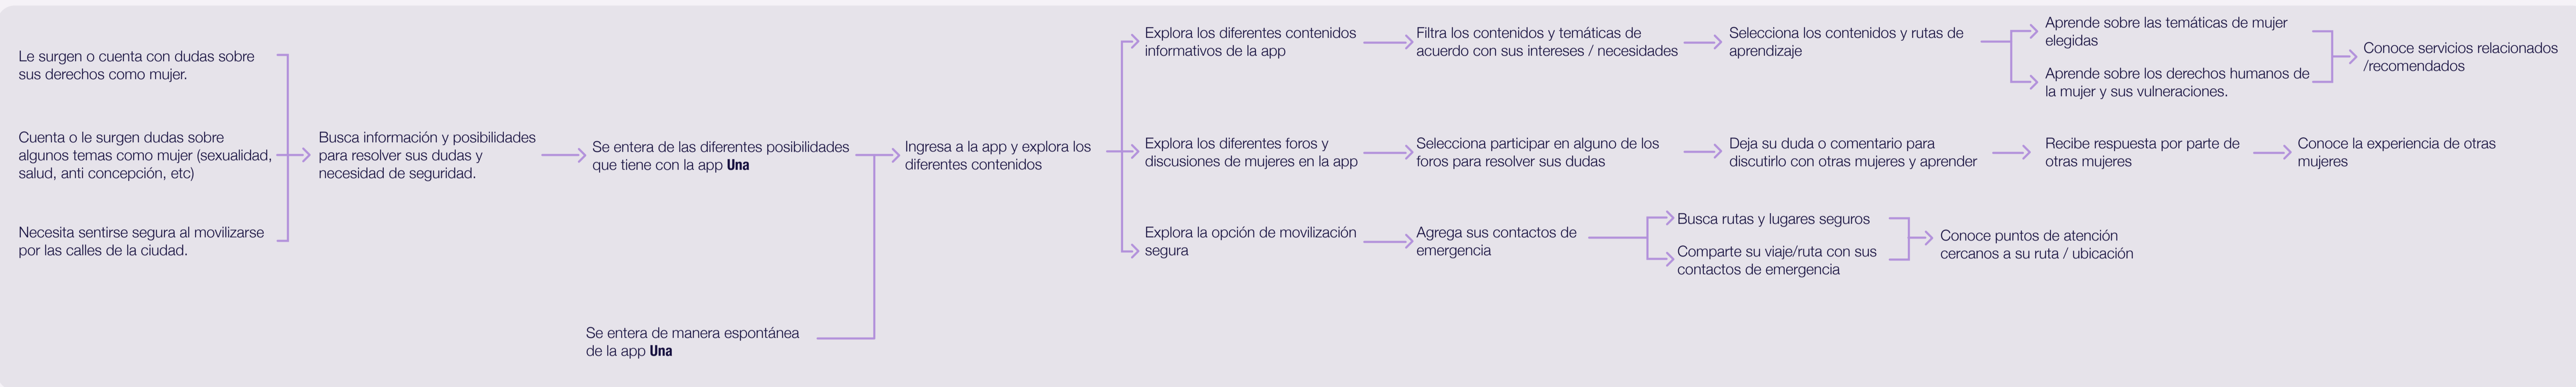 Le surgen o cuenta con dudas sobre
sus derechos como mujer.
Cuenta o le surgen dudas sobre
algunos temas como mujer (sexualidad,
salud, anti concepción, etc)
Necesita sentirse segura al movilizarse
por las calles de la ciudad.
Busca información y posibilidades
para resolver sus dudas y
necesidad de seguridad.
Se entera de las diferentes posibilidades
que tiene con la app Una
Se entera de manera espontánea
de la app Una
Ingresa a la app y explora los
diferentes contenidos
Explora los diferentes contenidos
informativos de la app
Filtra los contenidos y temáticas de
acuerdo con sus intereses / necesidades
Selecciona los contenidos y rutas de
aprendizaje
Aprende sobre las temáticas de mujer
elegidas
Aprende sobre los derechos humanos de
la mujer y sus vulneraciones.
Conoce servicios relacionados
/recomendados
Explora los diferentes foros y
discusiones de mujeres en la app
Selecciona participar en alguno de los
foros para resolver sus dudas
Deja su duda o comentario para
discutirlo con otras mujeres y aprender
Recibe respuesta por parte de
otras mujeres
Conoce la experiencia de otras
mujeres
Explora la opción de movilización
segura
Agrega sus contactos de
emergencia
Busca rutas y lugares seguros
Comparte su viaje/ruta con sus
contactos de emergencia
Conoce puntos de atención
cercanos a su ruta / ubicación